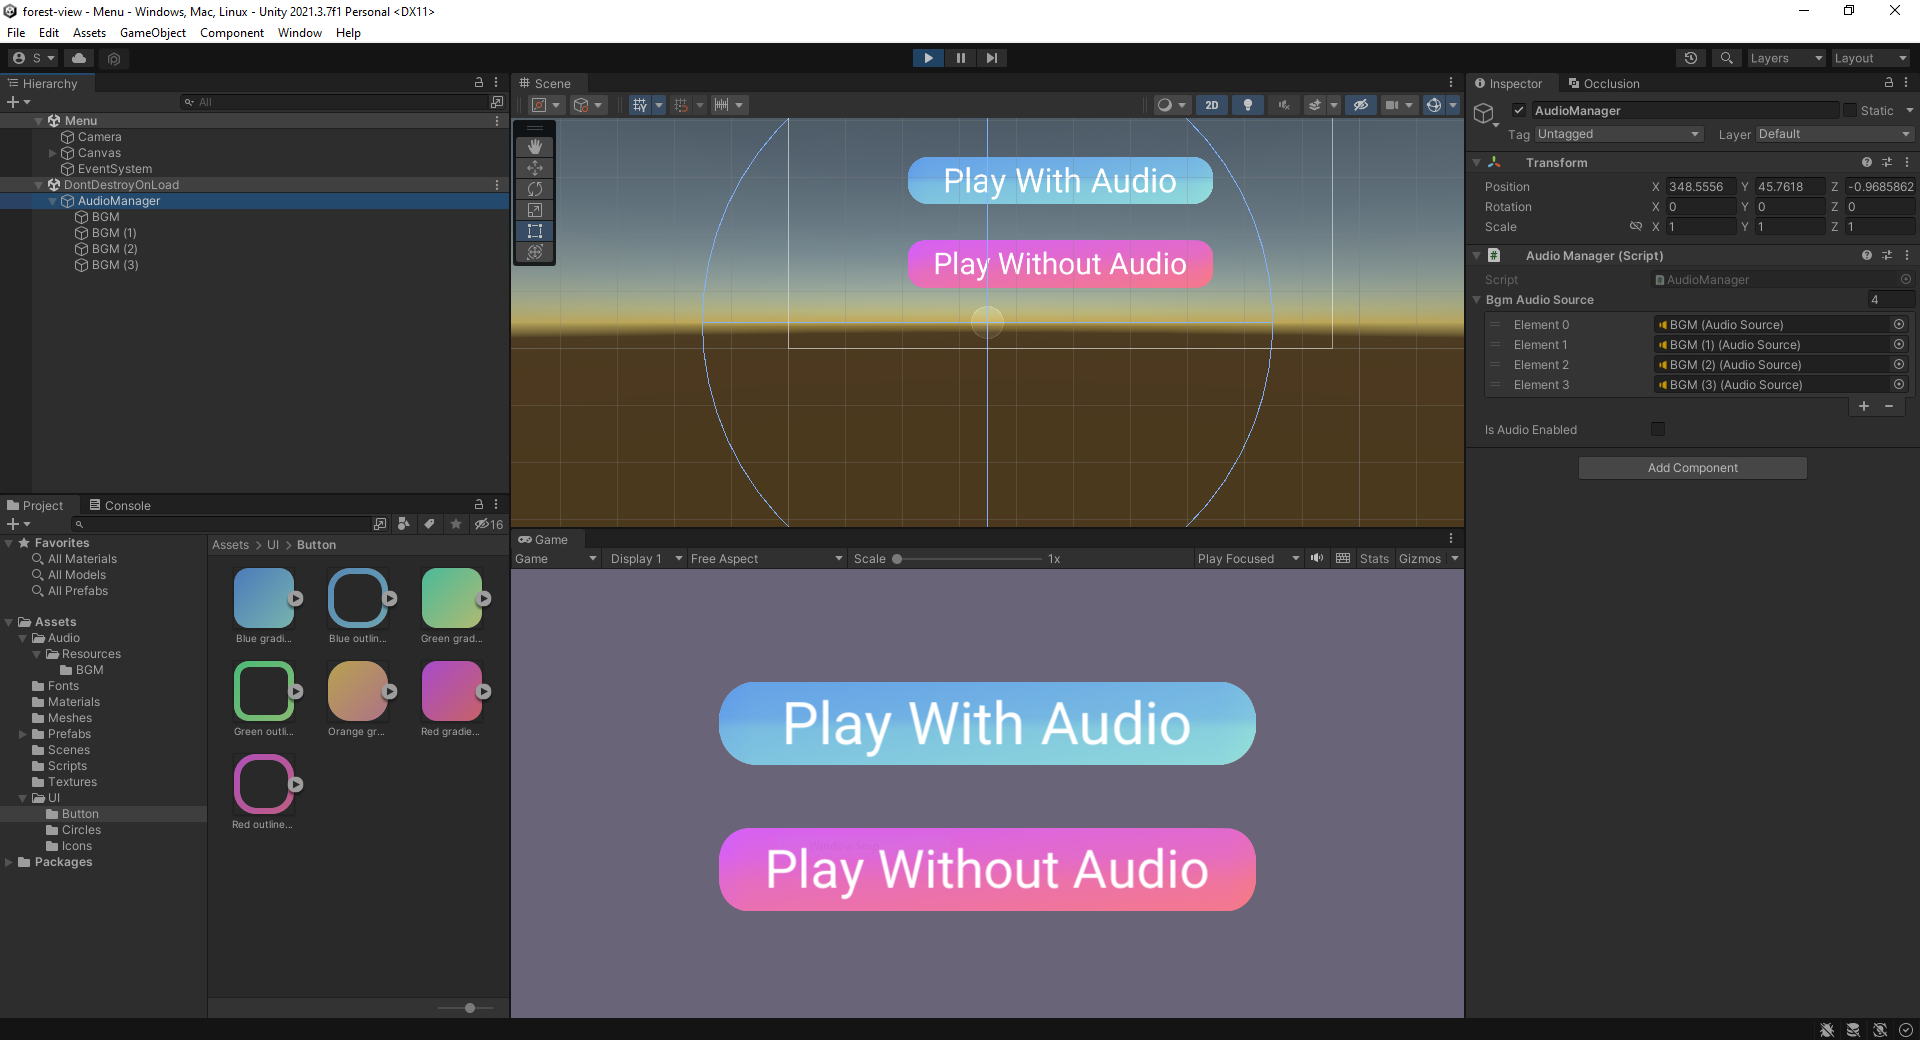 forest-view - Menu - Windows, Mac, Linux - Unity 2021.3.7f1 Personal <DX11>
File Edit Assets GameObject Component Window Help
S Layers Layout
Hierarchy
All
Menu
Camera
Canvas
EventSystem
DontDestroyOnLoad
AudioManager
BGM
BGM (1)
BGM (2)
BGM (3)
Scene
2D
Play With Audio
Play Without Audio
Inspector Occlusion
AudioManager Static
Tag Untagged Layer Default
Transform
Position X 348.5556 Y 45.7618 Z -0.9685862
Rotation X 0 Y 0 Z 0
Scale X 1 Y 1 Z 1
Audio Manager (Script)
Script AudioManager
Bgm Audio Source 4
Element 0 BGM (Audio Source)
Element 1 BGM (1) (Audio Source)
Element 2 BGM (2) (Audio Source)
Element 3 BGM (3) (Audio Source)
Is Audio Enabled
Add Component
Project Console
16
Favorites
All Materials
All Models
All Prefabs
Assets
Audio
Resources
BGM
Fonts
Materials
Meshes
Prefabs
Scenes
Scripts
Textures
UI
Button
Circles
Icons
Packages
Assets > UI > Button
Blue gradi... Blue outlin... Green grad...
Green outli... Orange gr... Red gradie...
Red outline...
Game
Game Display 1 Free Aspect Scale 1x Play Focused Stats Gizmos
Play With Audio
Play Without Audio